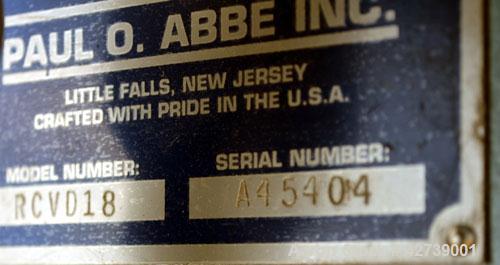 PAUL O. ABBE INC.
LITTLE FALLS, NEW JERSEY
CRAFTED WITH PRIDE IN THE U.S.A.
MODEL NUMBER: SERIAL NUMBER:
RCVD18 A45404